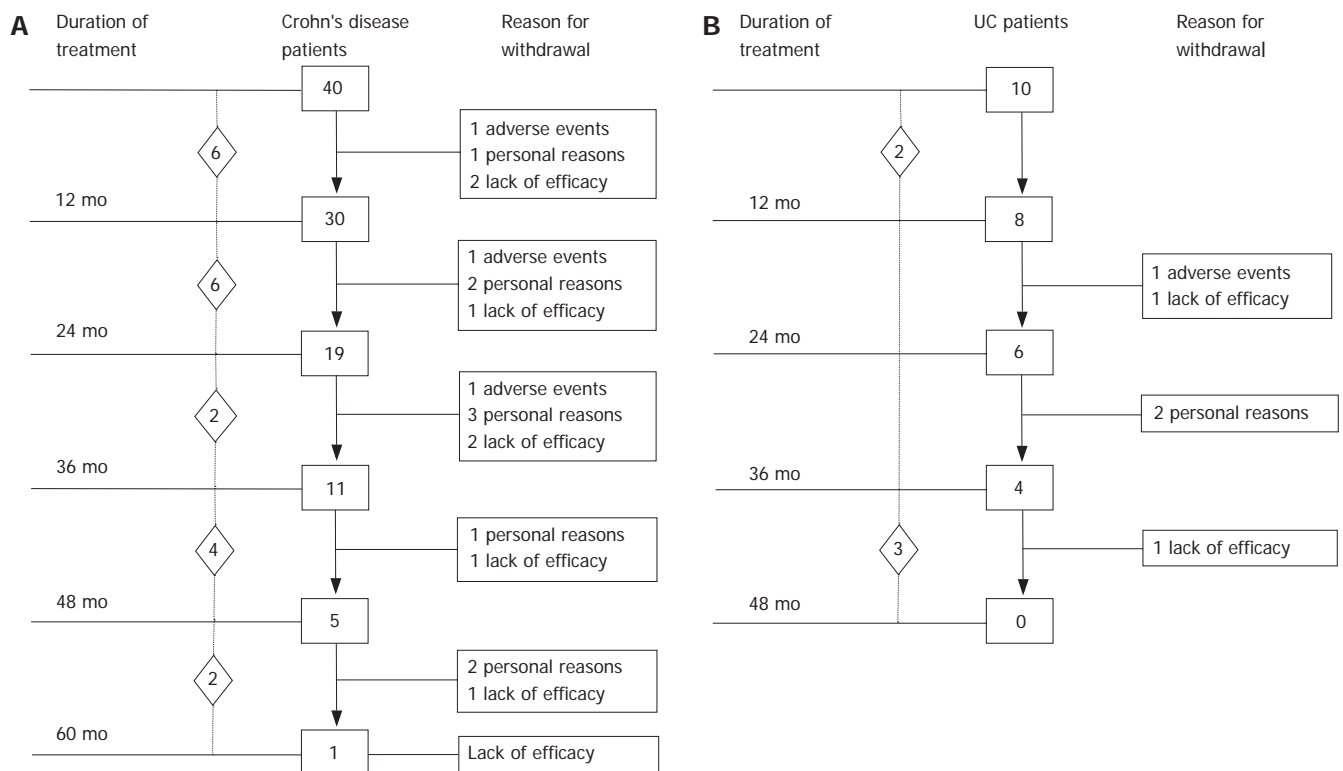 A
Duration of
treatment
Crohn's disease
patients
Reason for
withdrawal
40
6
1 adverse events
1 personal reasons
2 lack of efficacy
12 mo
30
6
1 adverse events
2 personal reasons
1 lack of efficacy
24 mo
19
2
1 adverse events
3 personal reasons
2 lack of efficacy
36 mo
11
4
1 personal reasons
1 lack of efficacy
48 mo
5
2
2 personal reasons
1 lack of efficacy
60 mo
1
Lack of efficacy
B
Duration of
treatment
UC patients
Reason for
withdrawal
10
2
12 mo
8
1 adverse events
1 lack of efficacy
24 mo
6
2 personal reasons
36 mo
4
3
1 lack of efficacy
48 mo
0